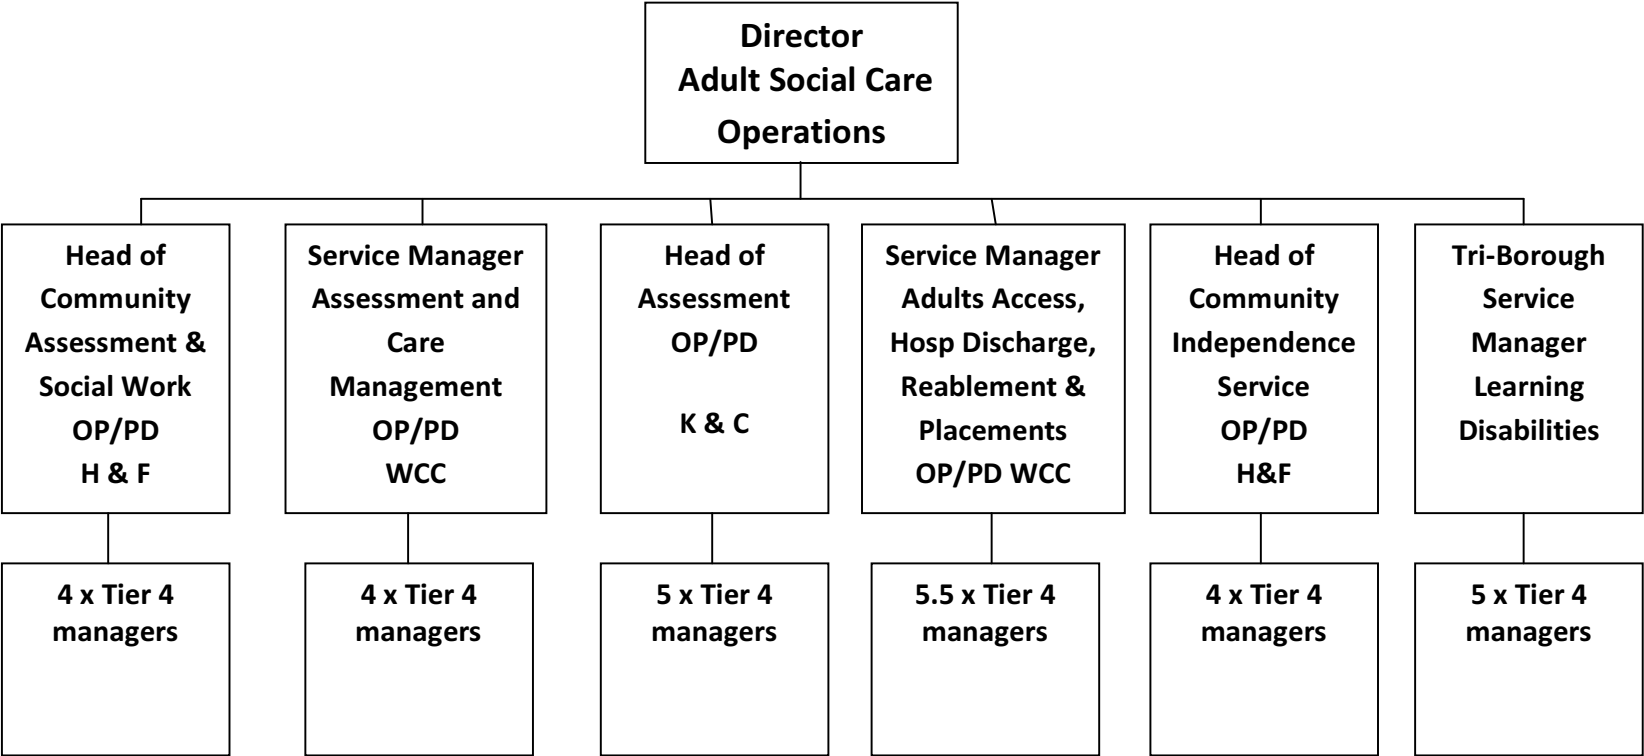 Director
Adult Social Care
Operations
Head of
Community
Assessment &
Social Work
OP/PD
H & F
Service Manager
Assessment and
Care
Management
OP/PD
WCC
Head of
Assessment
OP/PD
K & C
Service Manager
Adults Access,
Hosp Discharge,
Reablement &
Placements
OP/PD WCC
Head of
Community
Independence
Service
OP/PD
H&F
Tri-Borough
Service
Manager
Learning
Disabilities
4 x Tier 4
managers
4 x Tier 4
managers
5 x Tier 4
managers
5.5 x Tier 4
managers
4 x Tier 4
managers
5 x Tier 4
managers